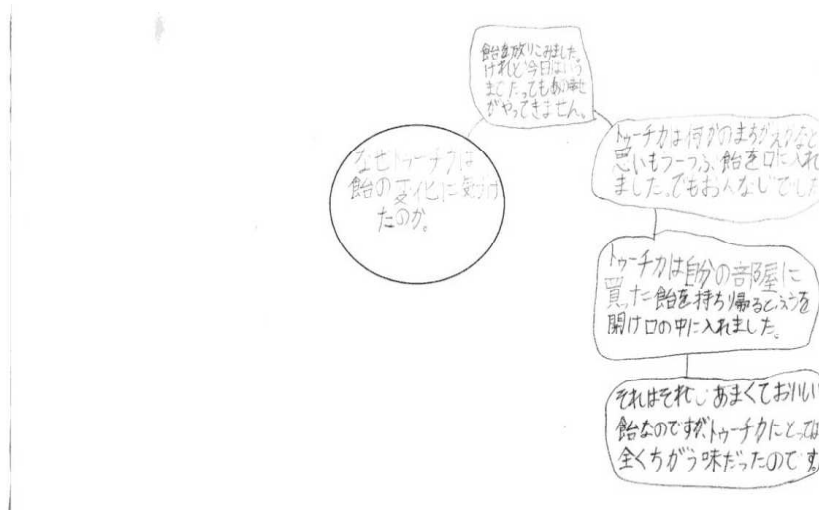 飴を放りこみました。
けれど今日はいつ
までたってもあの幸せ
がやってきません。
なぜトゥーチカは
飴の変化に気付け
たのか。
トゥーチカは何かのまちがえかなと
思いもう一つぶ、飴を口に入れ
ました。でもおんなじでした
トゥーチカは自分の部屋に
買った飴を持ち帰るとふうを
開け口の中に入れました。
それはそれ あまくておいしい
飴なのですが、トゥーチカにとっては
全くちがう味だったのです。